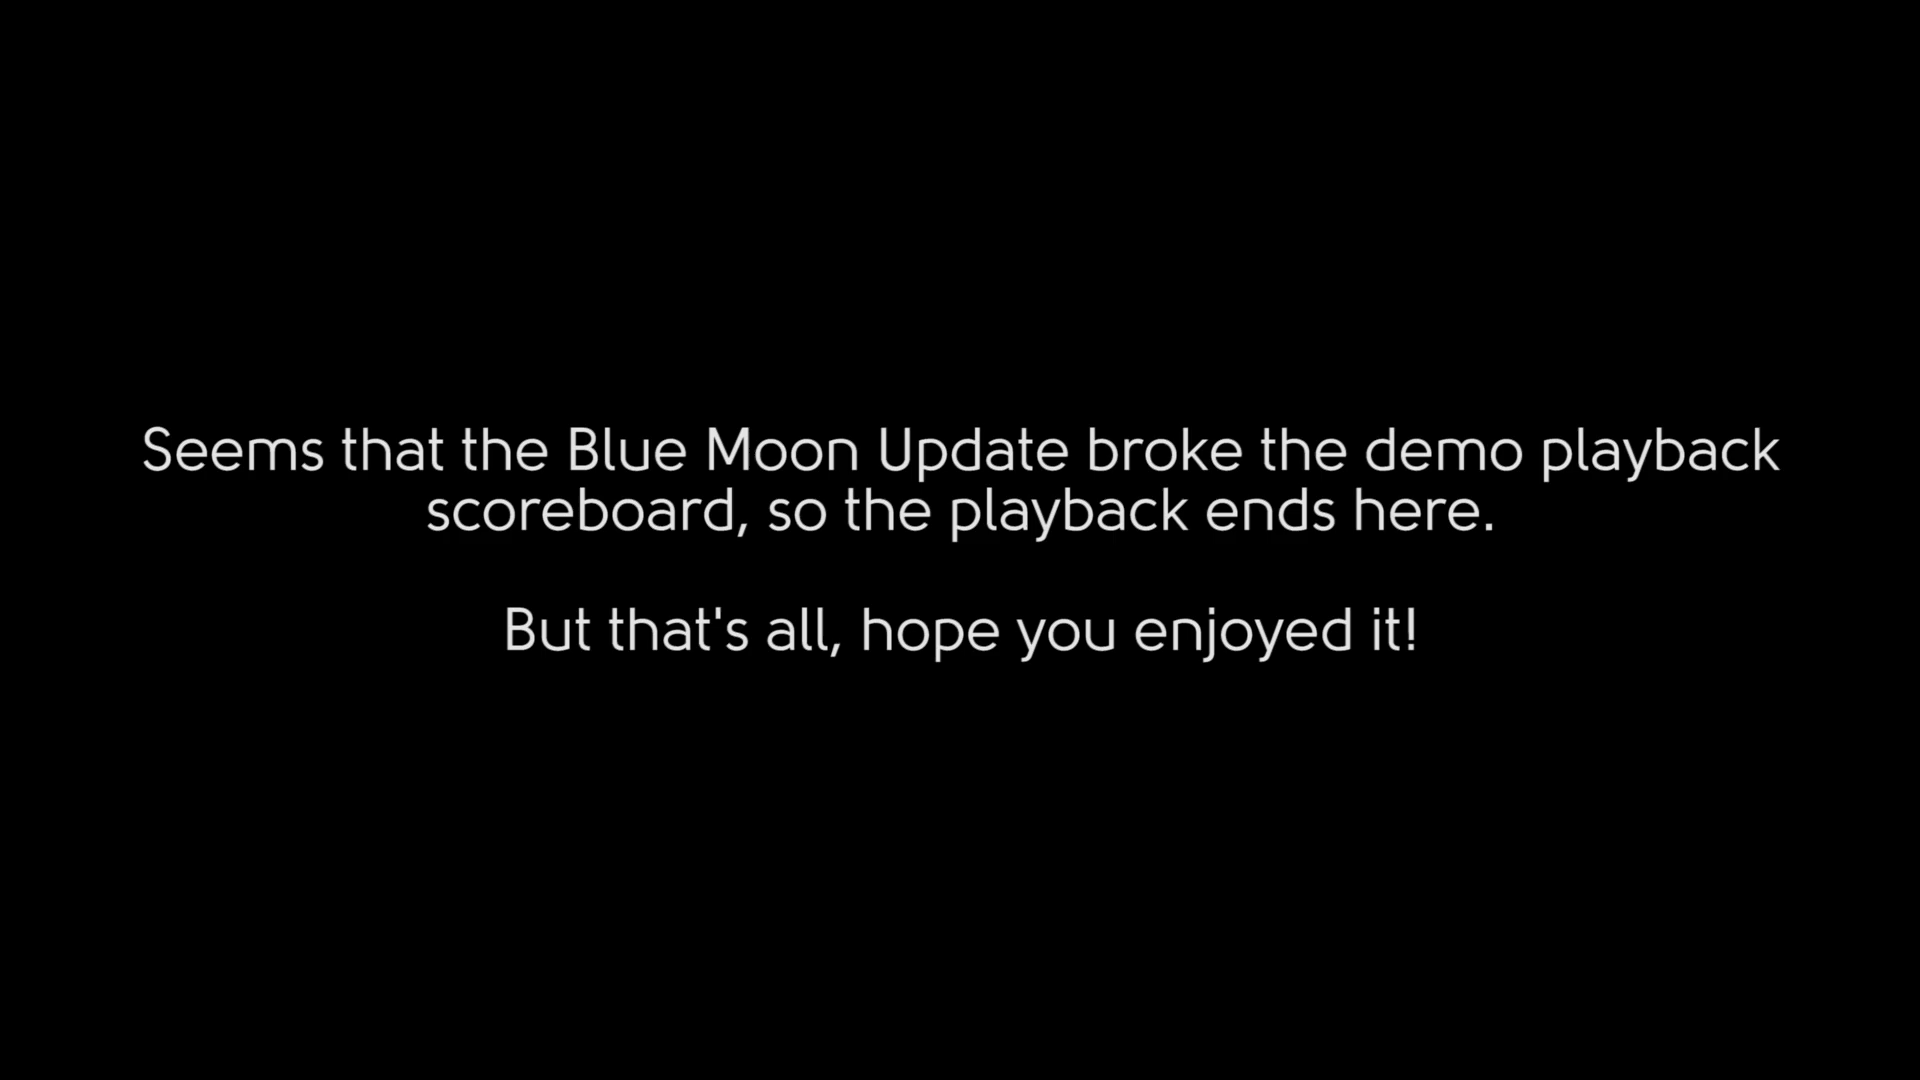 Seems that the Blue Moon Update broke the demo playback
scoreboard, so the playback ends here.
But that's all, hope you enjoyed it!